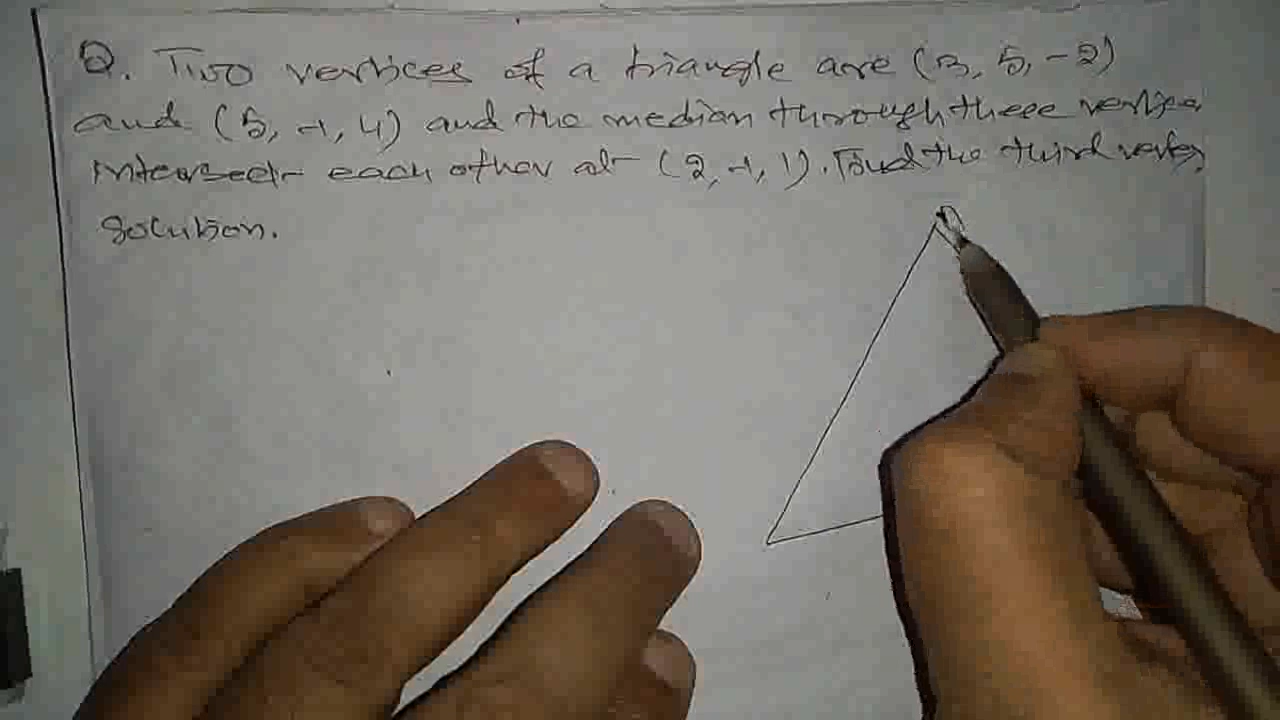 Q. Two vertices of a triangle are (3, 5, -2)
and (5, -1, 4) and the median through these vertices
intersect each other at (2, -1, 1). Find the third vertex.
solution.